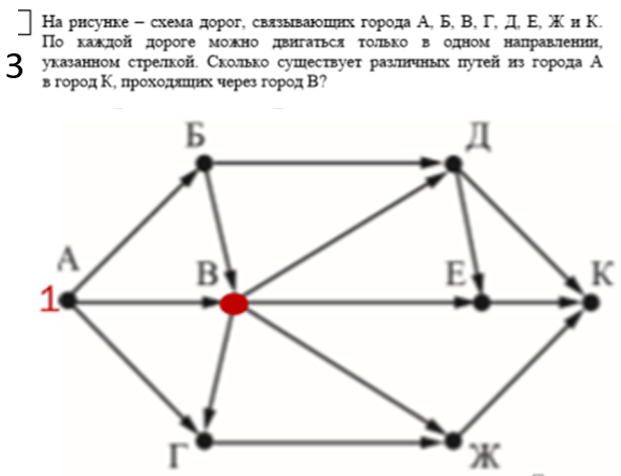 На рисунке – схема дорог, связывающих города А, Б, В, Г, Д, Е, Ж и К.
По каждой дороге можно двигаться только в одном направлении,
3 указанном стрелкой. Сколько существует различных путей из города А
в город К, проходящих через город В?
Б Д
А В Е К
1
Г Ж